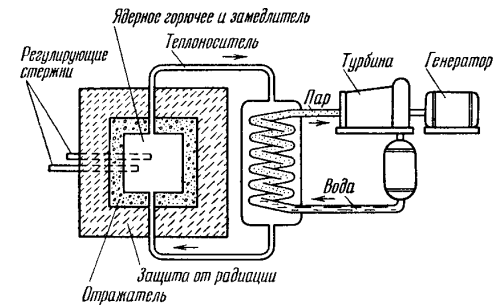 Ядерное горючее и замедлитель
Теплоноситель
Регулирующие
стержни
Пар
Турбина
Генератор
Вода
Защита от радиации
Отражатель